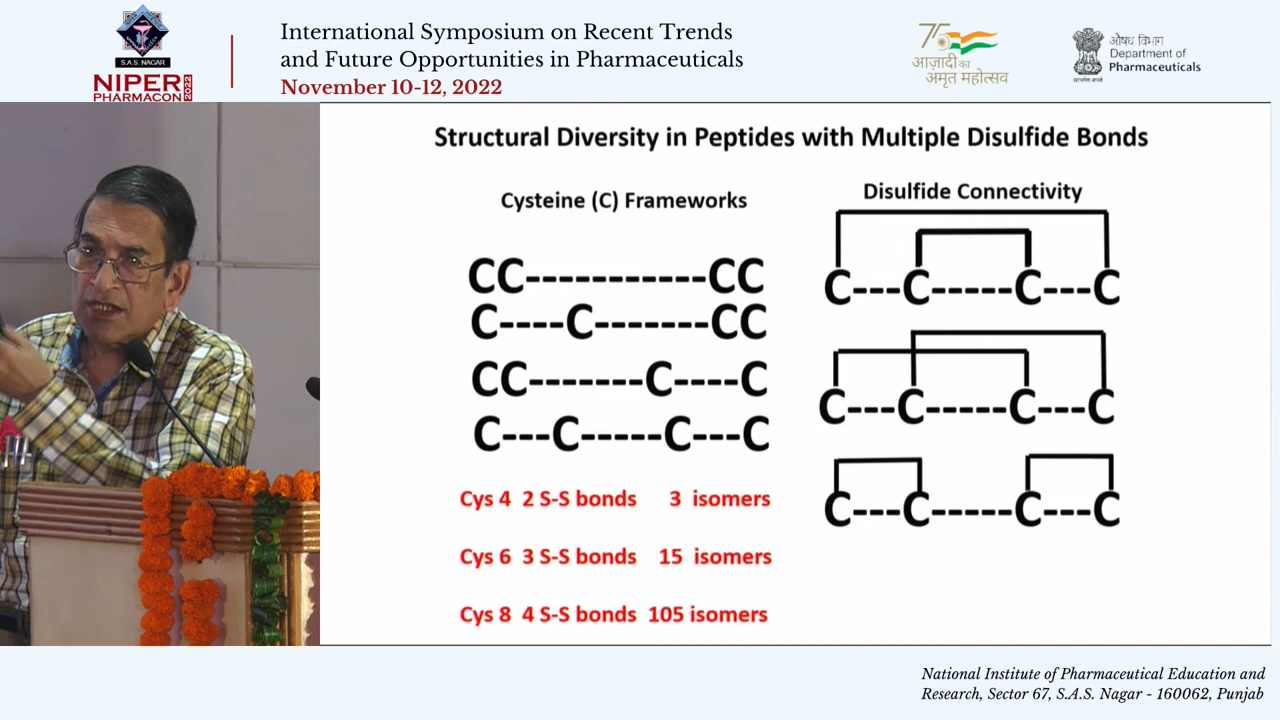 S.A.S. NAGAR
NIPER
PHARMACON 2022
International Symposium on Recent Trends
and Future Opportunities in Pharmaceuticals
November 10-12, 2022
75
आज़ादी का
अमृत महोत्सव
औषध विभाग
Department of
Pharmaceuticals
Structural Diversity in Peptides with Multiple Disulfide Bonds
Cysteine (C) Frameworks
CC-----------CC
C----C-------CC
CC-------C----C
C---C-----C---C
Cys 4 2 S-S bonds 3 isomers
Cys 6 3 S-S bonds 15 isomers
Cys 8 4 S-S bonds 105 isomers
Disulfide Connectivity
C---C-----C---C
C---C-----C---C
C---C-----C---C
National Institute of Pharmaceutical Education and
Research, Sector 67, S.A.S. Nagar - 160062, Punjab